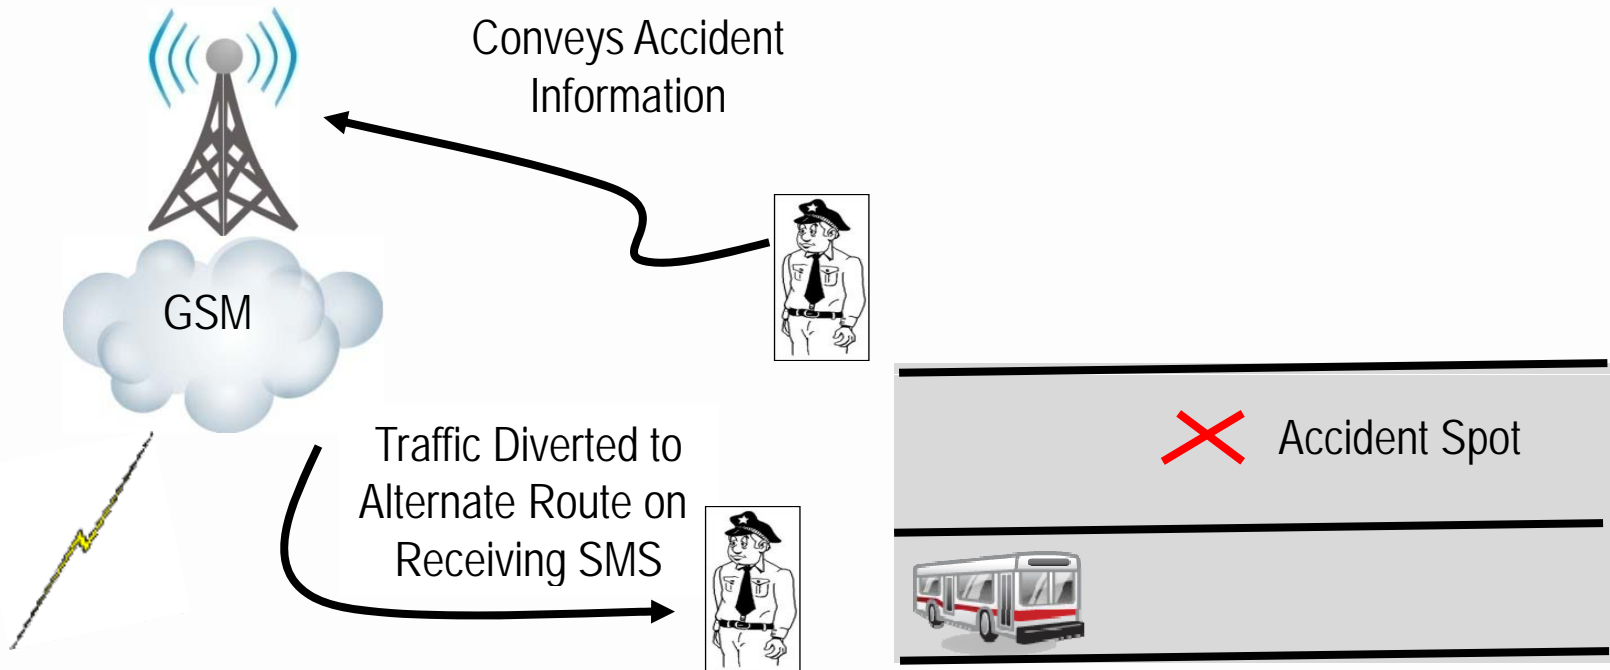 Conveys Accident
Information
GSM
Traffic Diverted to
Alternate Route on
Receiving SMS
Accident Spot